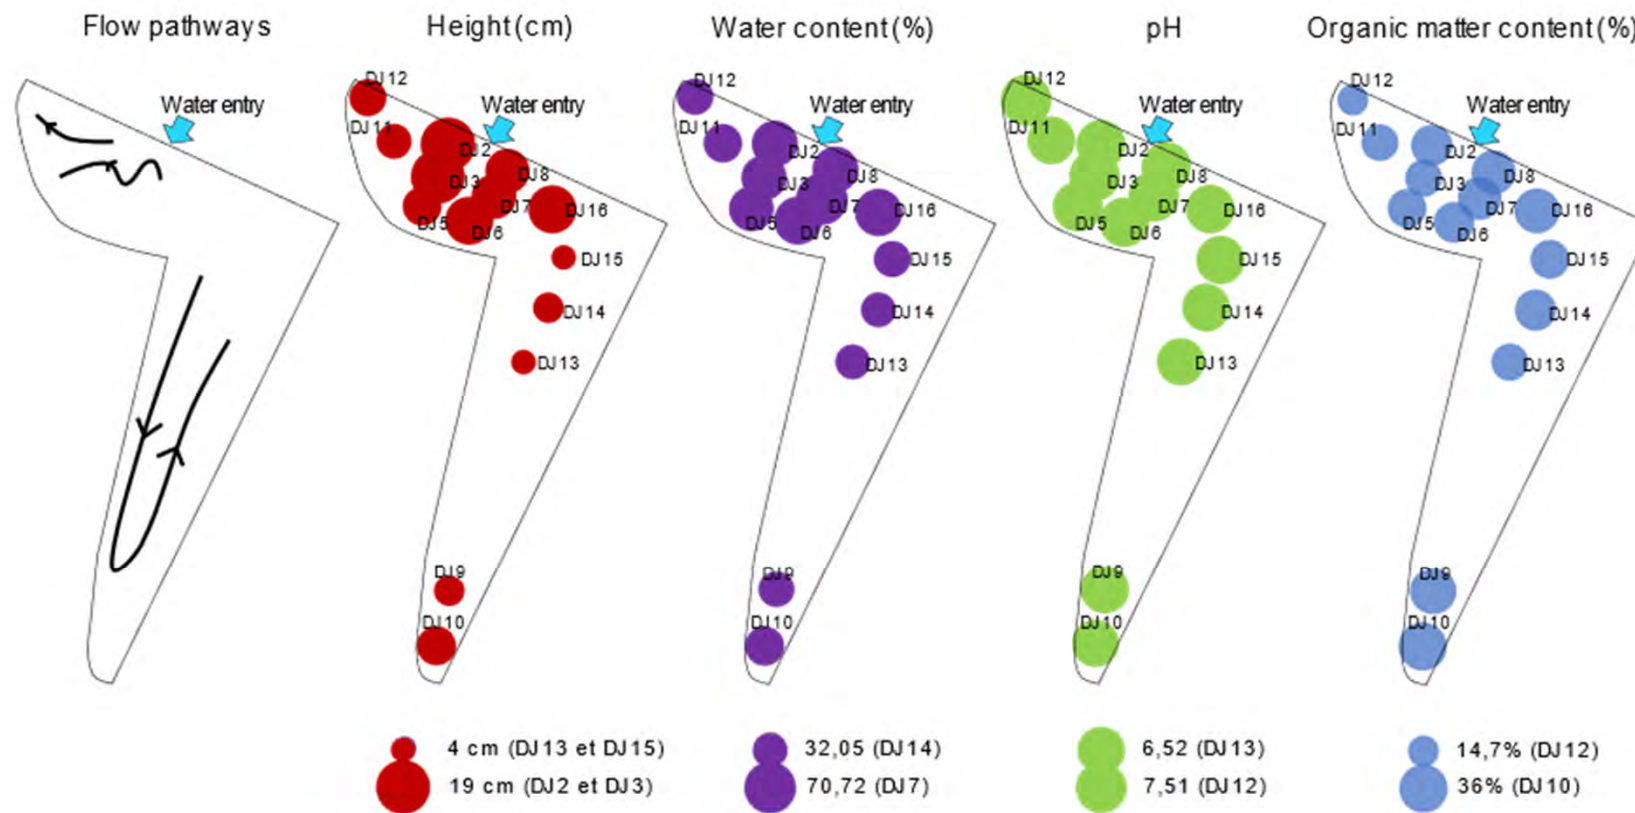 Flow pathways
Height (cm)
Water content (%)
pH
Organic matter content (%)
Water entry
DJ12
Water entry
DJ11
DJ2
DJ8
DJ3
DJ7
DJ16
DJ5
DJ6
DJ15
DJ14
DJ13
DJ9
DJ10
DJ12
Water entry
DJ11
DJ2
DJ8
DJ3
DJ7
DJ16
DJ5
DJ6
DJ15
DJ14
DJ13
DJ9
DJ10
DJ12
Water entry
DJ11
DJ2
DJ8
DJ3
DJ7
DJ16
DJ5
DJ6
DJ15
DJ14
DJ13
DJ9
DJ10
DJ12
Water entry
DJ11
DJ2
DJ8
DJ3
DJ7
DJ16
DJ5
DJ6
DJ15
DJ14
DJ13
DJ9
DJ10
4 cm (DJ13 et DJ15)
19 cm (DJ2 et DJ3)
32,05 (DJ14)
70,72 (DJ7)
6,52 (DJ13)
7,51 (DJ12)
14,7% (DJ12)
36% (DJ10)